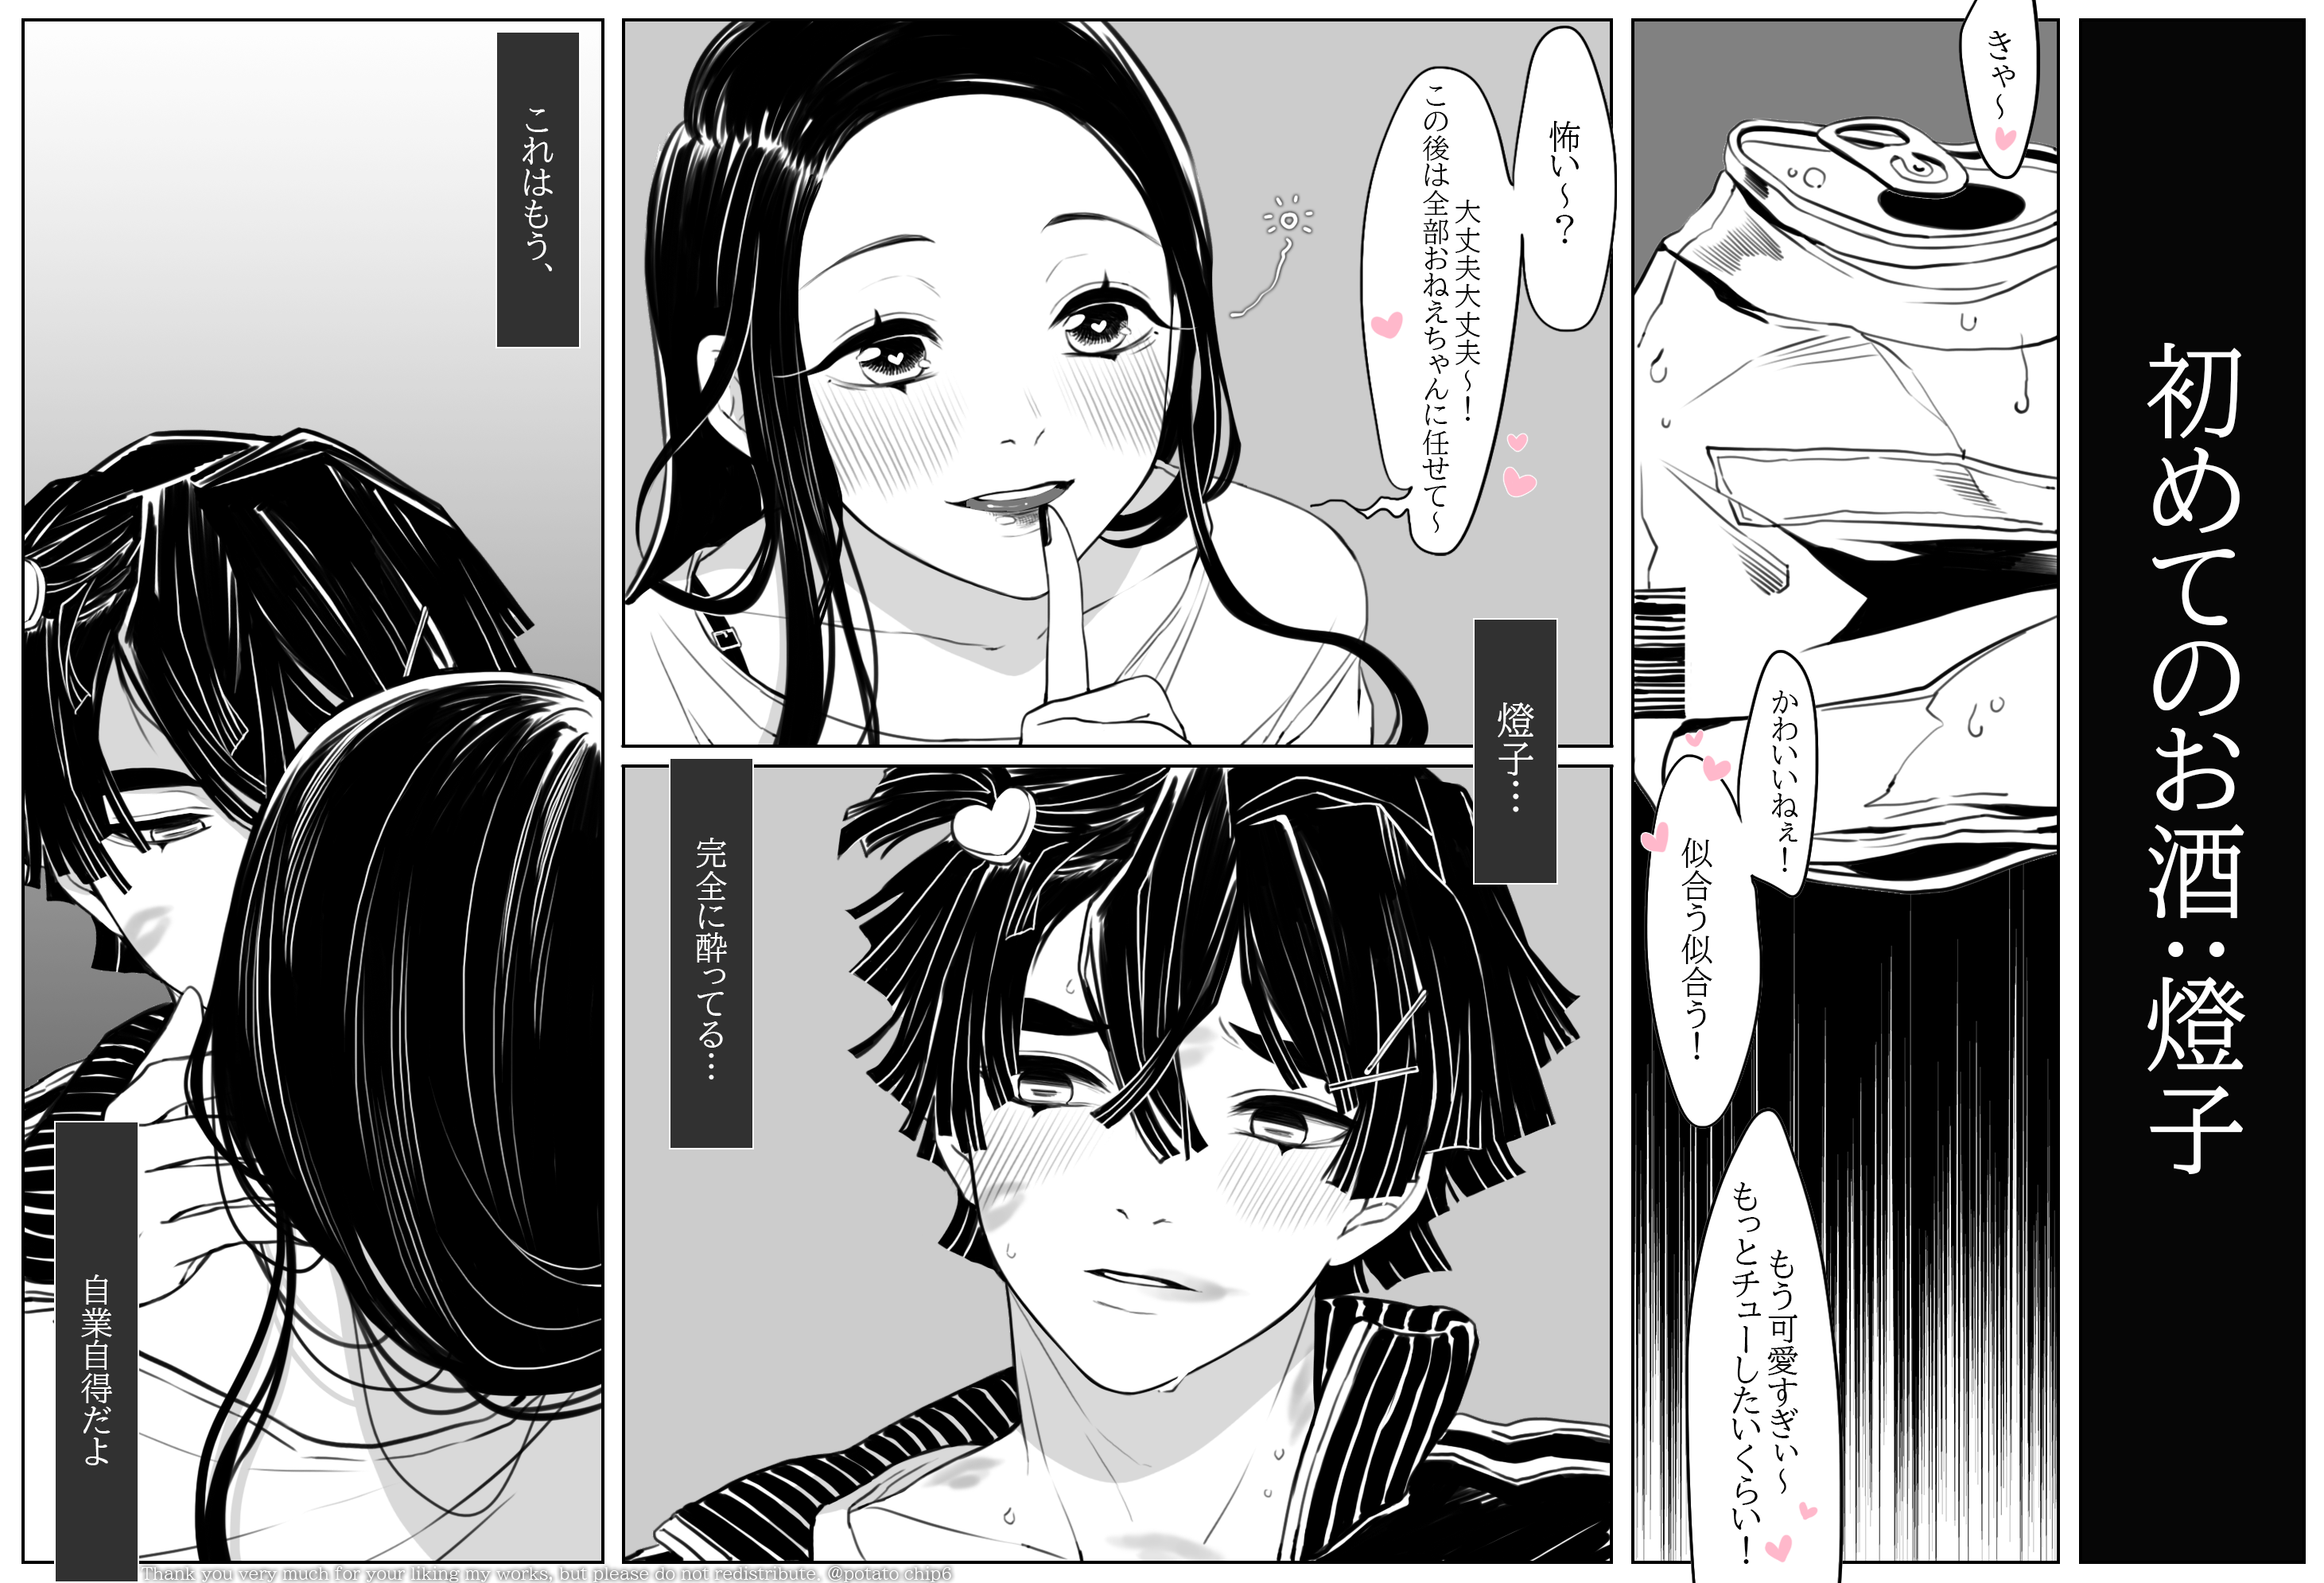 初めてのお酒:燈子
きゃ～
かわいいねぇ！
似合う似合う！
もう可愛すぎぃ～
もっとチューしたいくらい！
怖い～？
大丈夫大丈夫～！
この後は全部おねえちゃんに任せて～
燈子…
完全に酔ってる…
これはもう、
自業自得だよ
Thank you very much for your liking my works, but please do not redistribute. @potato.chip6